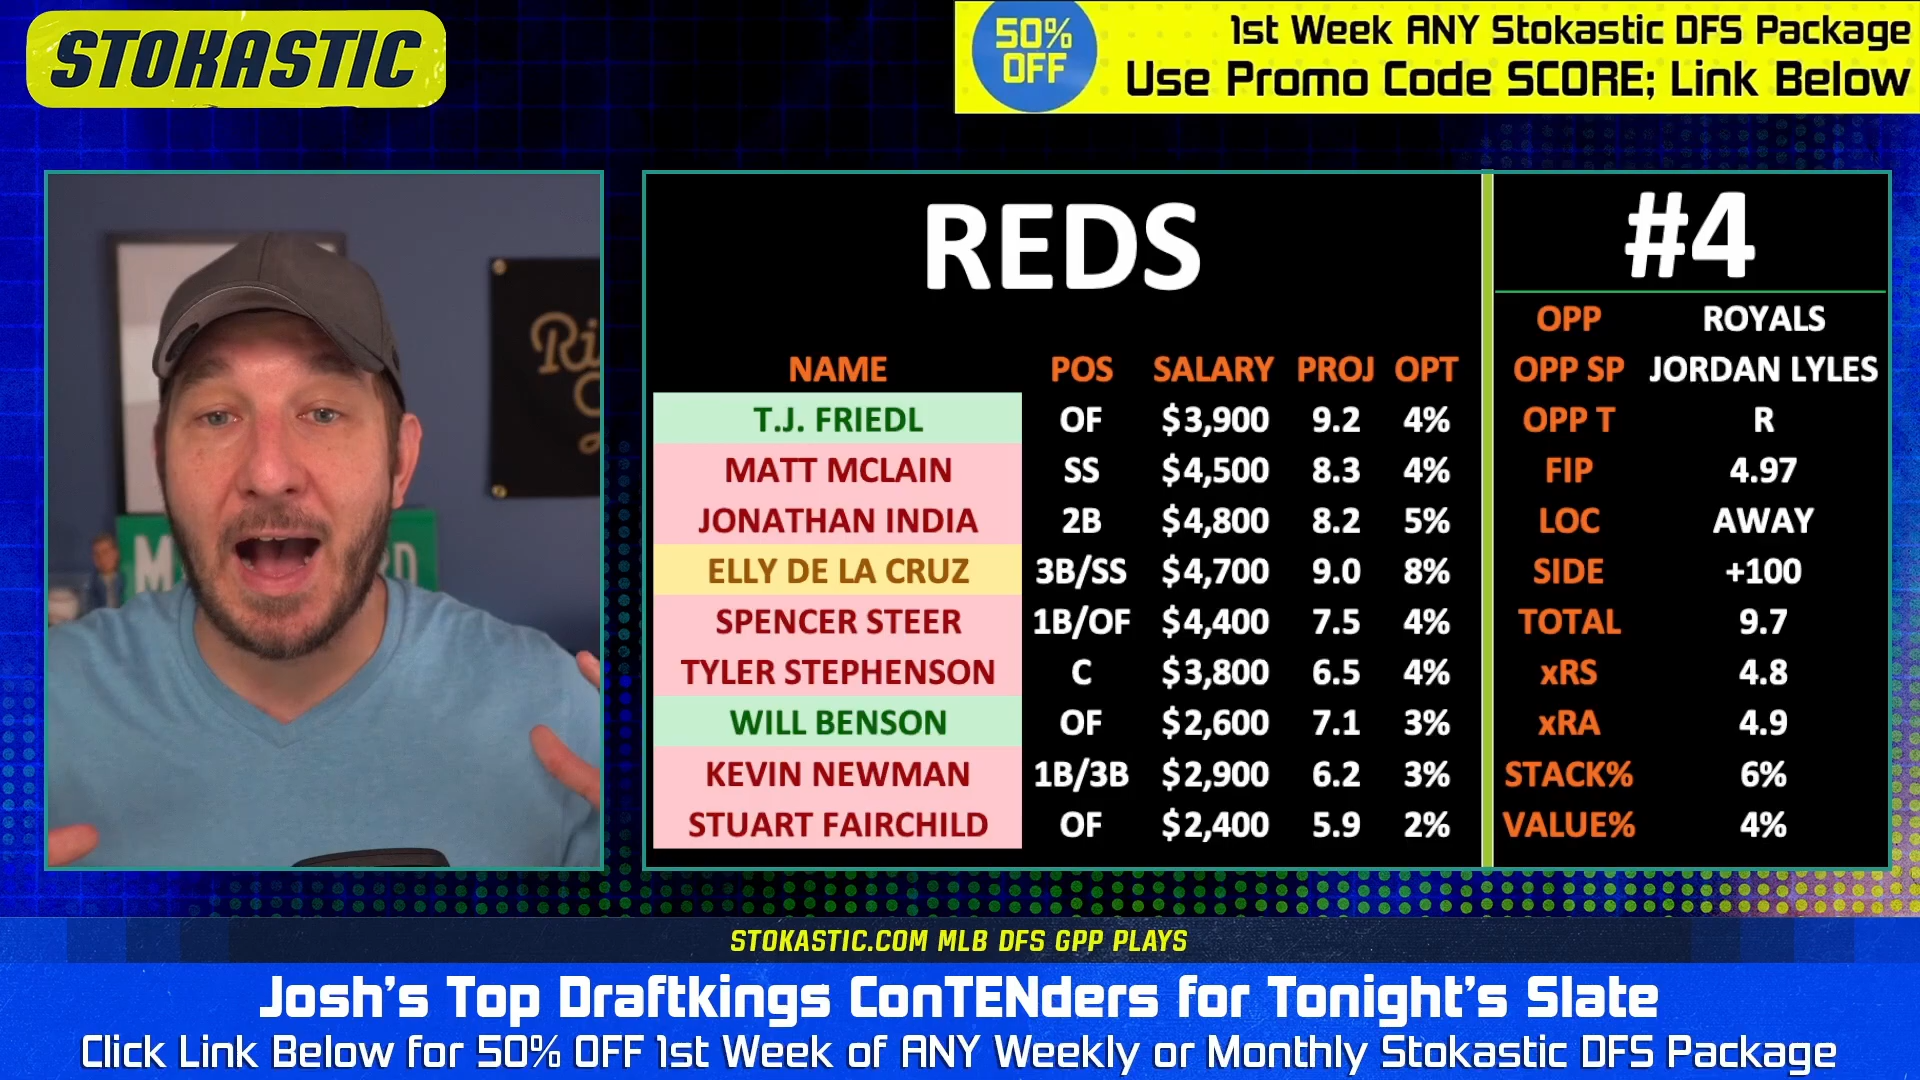 STOKASTIC
50% OFF
1st Week ANY Stokastic DFS Package
Use Promo Code SCORE; Link Below
REDS
NAME POS SALARY PROJ OPT
T.J. FRIEDL OF $3,900 9.2 4%
MATT MCLAIN SS $4,500 8.3 4%
JONATHAN INDIA 2B $4,800 8.2 5%
ELLY DE LA CRUZ 3B/SS $4,700 9.0 8%
SPENCER STEER 1B/OF $4,400 7.5 4%
TYLER STEPHENSON C $3,800 6.5 4%
WILL BENSON OF $2,600 7.1 3%
KEVIN NEWMAN 1B/3B $2,900 6.2 3%
STUART FAIRCHILD OF $2,400 5.9 2%
#4
OPP ROYALS
OPP SP JORDAN LYLES
OPP T R
FIP 4.97
LOC AWAY
SIDE +100
TOTAL 9.7
xRS 4.8
xRA 4.9
STACK% 6%
VALUE% 4%
STOKASTIC.COM MLB DFS GPP PLAYS
Josh's Top Draftkings ConTENders for Tonight's Slate
Click Link Below for 50% OFF 1st Week of ANY Weekly or Monthly Stokastic DFS Package